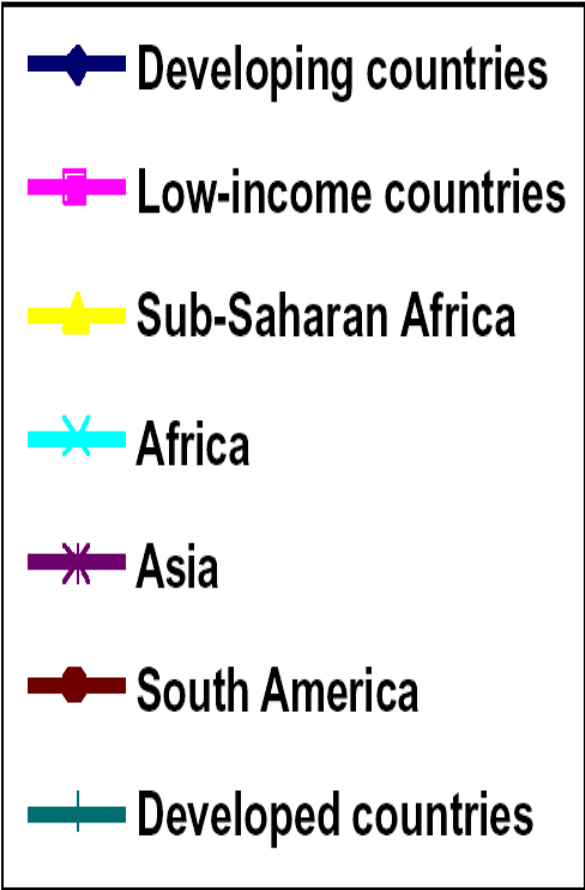 Developing countries
Low-income countries
Sub-Saharan Africa
Africa
Asia
South America
Developed countries